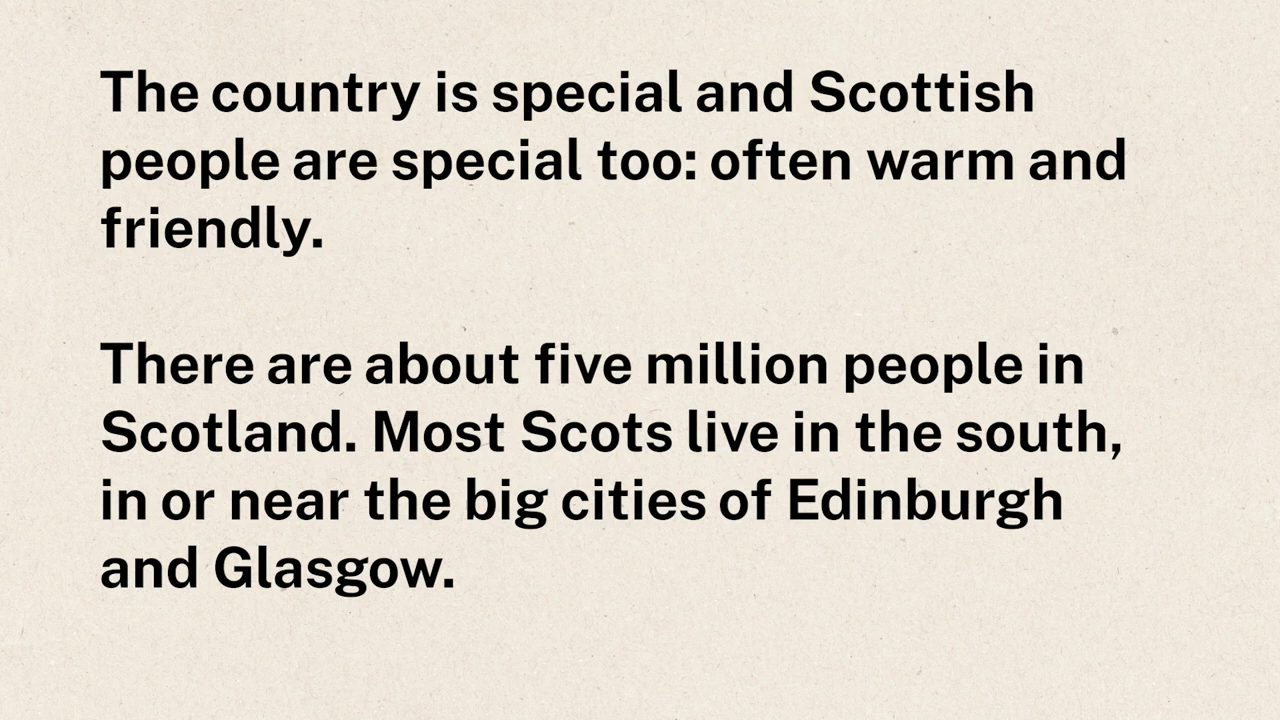 The country is special and Scottish
people are special too: often warm and
friendly.
There are about five million people in
Scotland. Most Scots live in the south,
in or near the big cities of Edinburgh
and Glasgow.